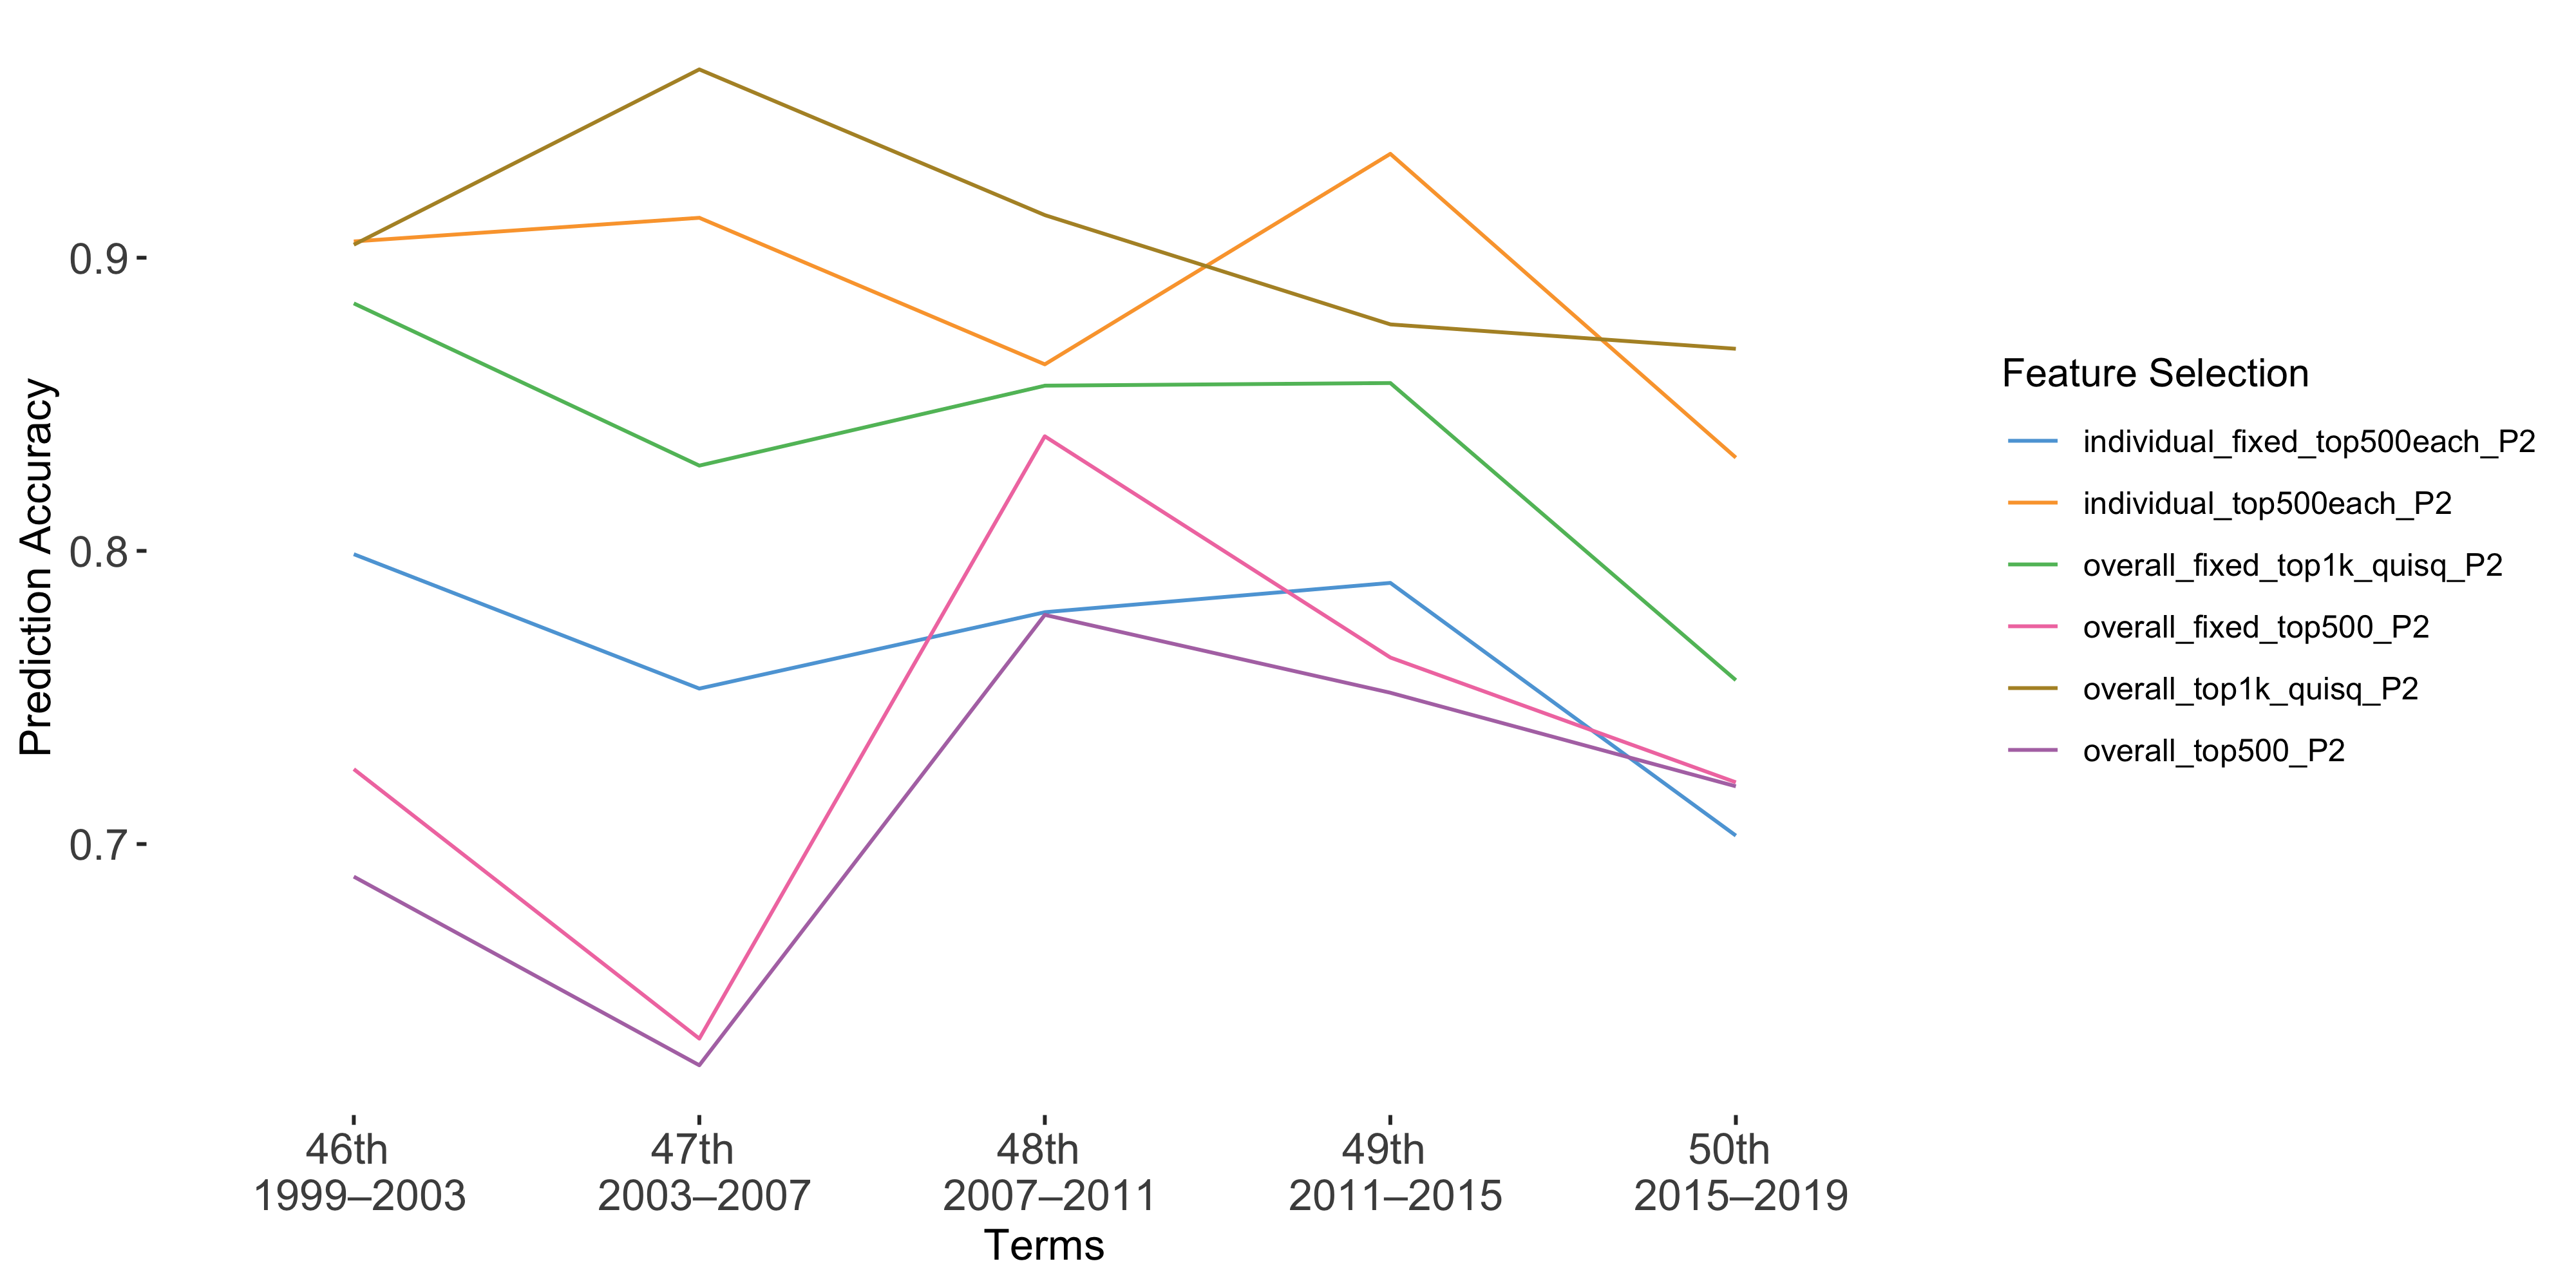 Prediction Accuracy
0.9
0.8
0.7
46th
1999–2003
47th
2003–2007
48th
2007–2011
49th
2011–2015
50th
2015–2019
Terms
Feature Selection
individual_fixed_top500each_P2
individual_top500each_P2
overall_fixed_top1k_quisq_P2
overall_fixed_top500_P2
overall_top1k_quisq_P2
overall_top500_P2